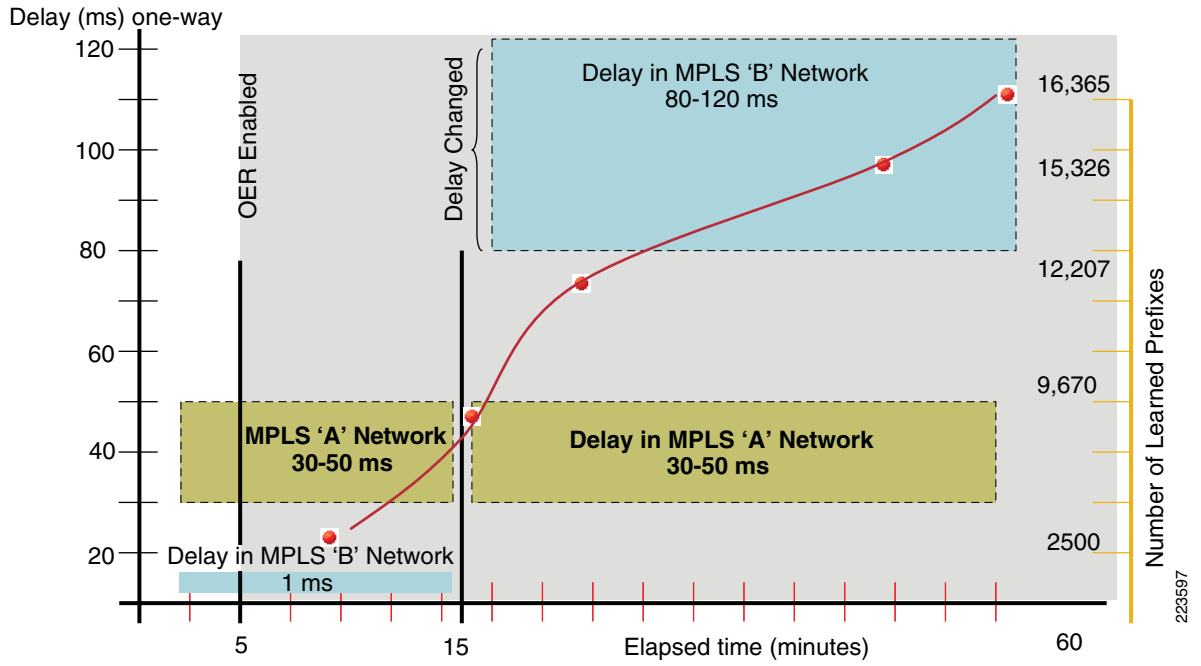 Delay (ms) one-way
120
100
80
60
40
20
OER Enabled
Delay Changed
Delay in MPLS ‘B’ Network
80-120 ms
MPLS ‘A’ Network
30-50 ms
Delay in MPLS ‘A’ Network
30-50 ms
Delay in MPLS ‘B’ Network
1 ms
16,365
15,326
12,207
9,670
2500
Number of Learned Prefixes
5
15
Elapsed time (minutes)
60
2235597